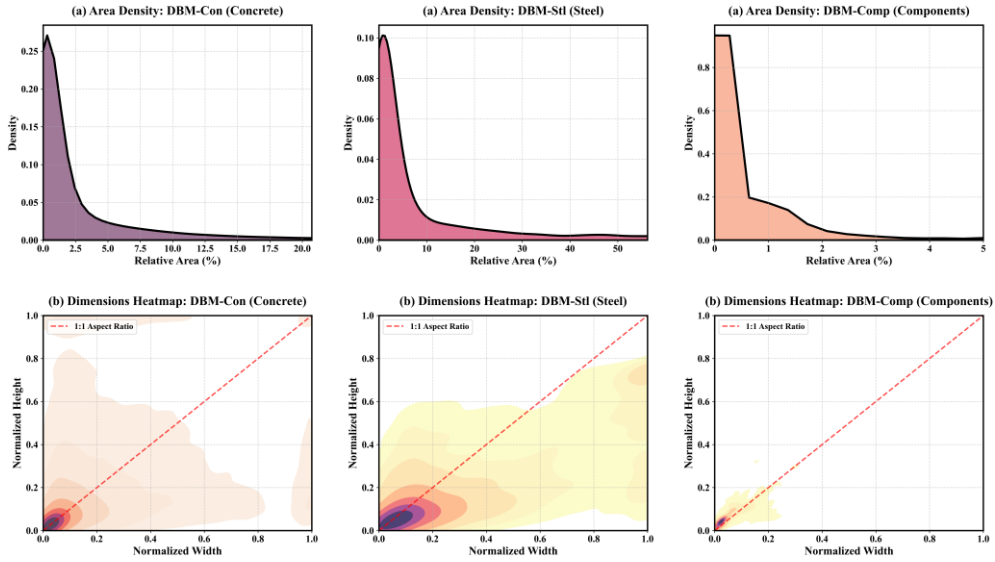 (a) Area Density: DBM-Con (Concrete)
0.25
0.20
0.15
0.10
0.05
0.00
Density
0.0 2.5 5.0 7.5 10.0 12.5 15.0 17.5 20.0
Relative Area (%)
(a) Area Density: DBM-Stl (Steel)
0.10
0.08
0.06
0.04
0.02
0.00
Density
0 10 20 30 40 50
Relative Area (%)
(a) Area Density: DBM-Comp (Components)
0.8
0.6
0.4
0.2
0.0
Density
0 1 2 3 4 5
Relative Area (%)
(b) Dimensions Heatmap: DBM-Con (Concrete)
1:1 Aspect Ratio
1.0
0.8
0.6
0.4
0.2
0.0
Normalized Height
0.0 0.2 0.4 0.6 0.8 1.0
Normalized Width
(b) Dimensions Heatmap: DBM-Stl (Steel)
1:1 Aspect Ratio
1.0
0.8
0.6
0.4
0.2
0.0
Normalized Height
0.0 0.2 0.4 0.6 0.8 1.0
Normalized Width
(b) Dimensions Heatmap: DBM-Comp (Components)
1:1 Aspect Ratio
1.0
0.8
0.6
0.4
0.2
0.0
Normalized Height
0.0 0.2 0.4 0.6 0.8 1.0
Normalized Width